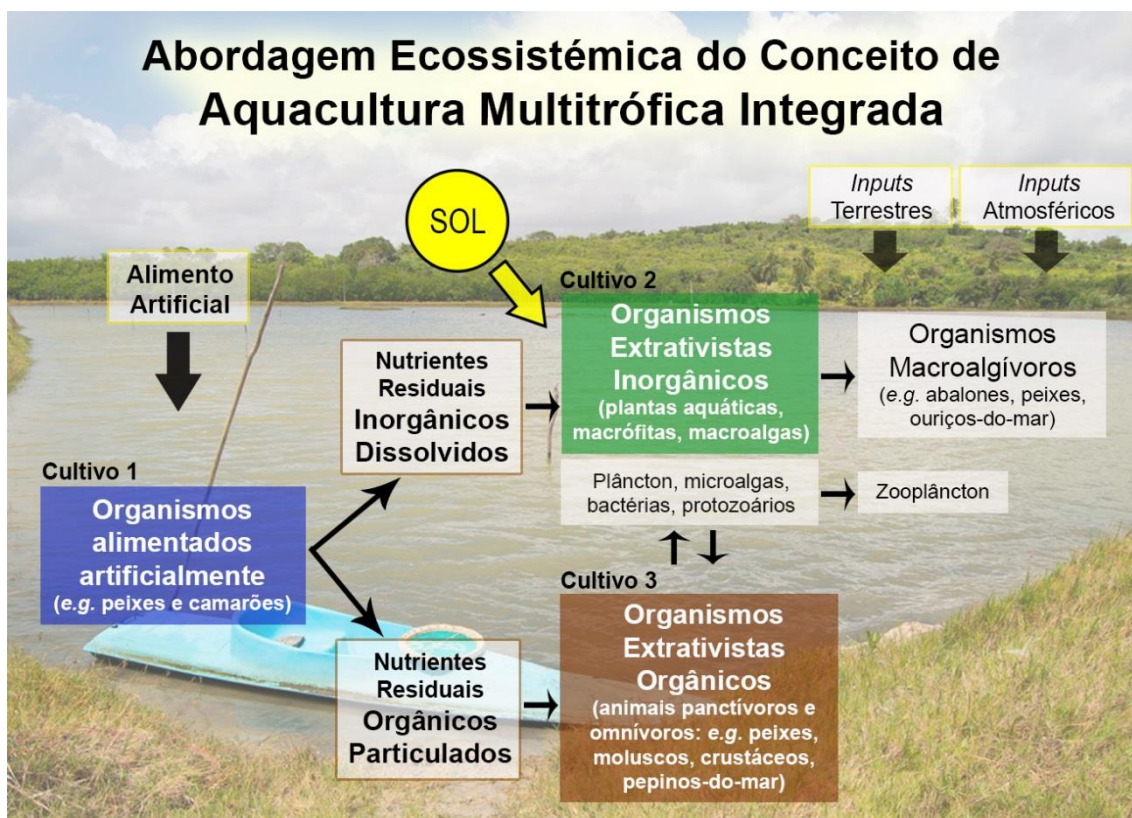 Abordagem Ecossistémica do Conceito de
Aquacultura Multitrófica Integrada
SOL
Inputs
Terrestres
Inputs
Atmosféricos
Alimento
Artificial
Cultivo 2
Organismos
Extrativistas
Inorgânicos
(plantas aquáticas,
macrófitas, macroalgas)
Organismos
Macroalgívoros
(e.g. abalones, peixes,
ouriços-do-mar)
Nutrientes
Residuais
Inorgânicos
Dissolvidos
Cultivo 1
Organismos
alimentados
artificialmente
(e.g. peixes e camarões)
Plâncton, microalgas,
bactérias, protozoários
Zooplâncton
Cultivo 3
Organismos
Extrativistas
Orgânicos
(animais panctívoros e
omnívoros: e.g. peixes,
moluscos, crustáceos,
pepinos-do-mar)
Nutrientes
Residuais
Orgânicos
Particulados